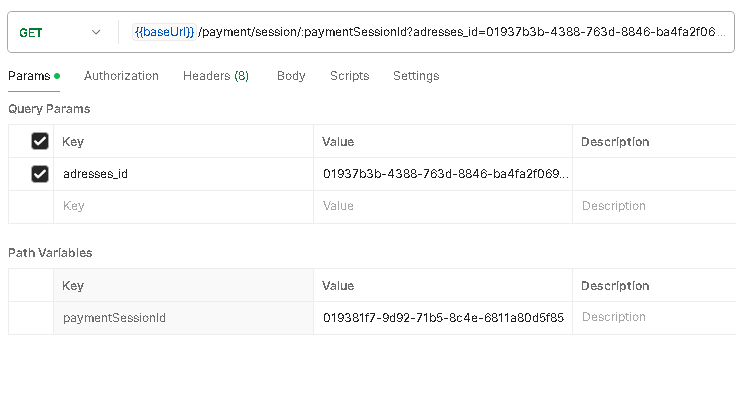 GET {{baseUrl}}/payment/session/:paymentSessionId?adresses_id=01937b3b-4388-763d-8846-ba4fa2f06...
Params Authorization Headers (8) Body Scripts Settings
Query Params
Key Value Description
adresses_id 01937b3b-4388-763d-8846-ba4fa2f069...
Key Value Description
Path Variables
Key Value Description
paymentSessionId 019381f7-9d92-71b5-8c4e-6811a80d5f85 Description